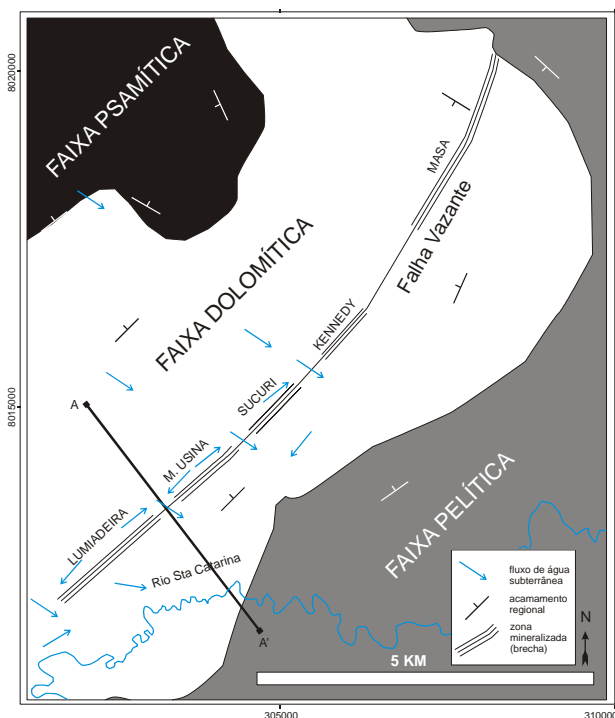 8020000
8015000
FAIXA PSAMÍTICA
FAIXA DOLOMÍTICA
MASA
Falha Vazante
KENNEDY
SUCURI
M. USINA
LUMIADEIRA
A
Rio Sta Catarina
A'
FAIXA PELÍTICA
fluxo de água
subterrânea
acamamento
regional
zona
mineralizada
(brecha)
N
5 KM
305000
310000